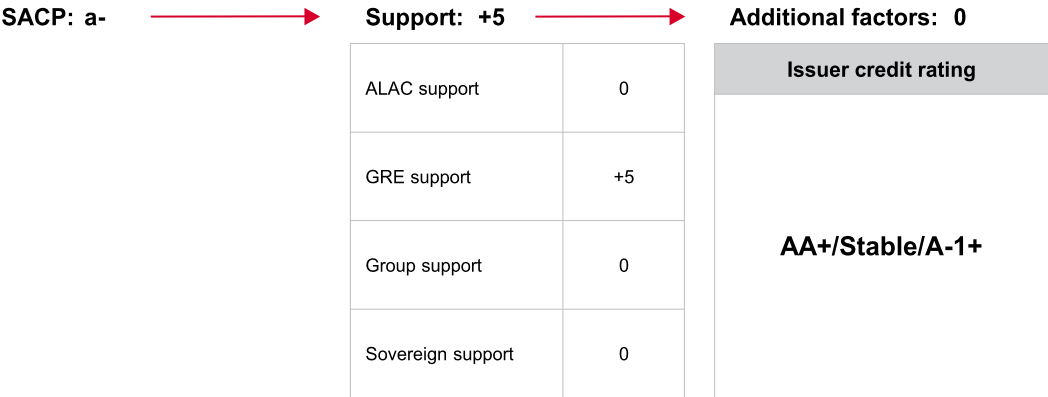 SACP: a-
Support: +5
Additional factors: 0
Issuer credit rating
ALAC support 0
GRE support +5
AA+/Stable/A-1+
Group support 0
Sovereign support 0